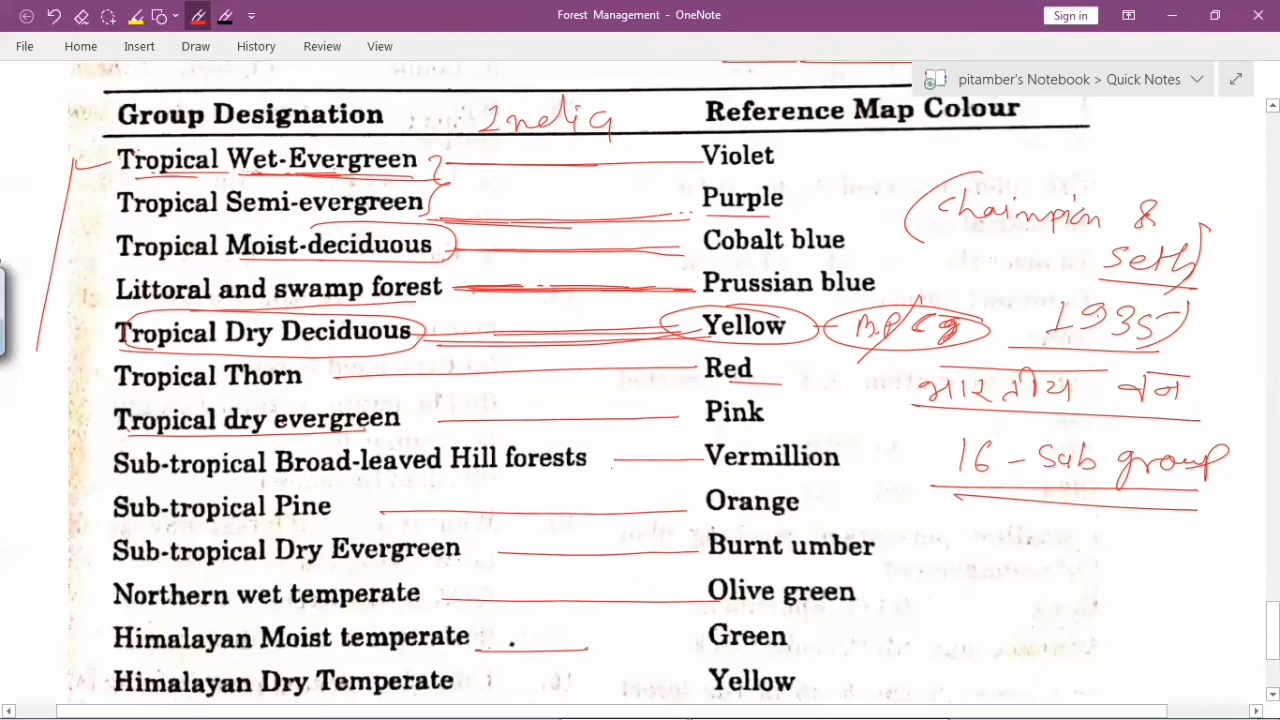 Forest Management - OneNote
Sign in
File Home Insert Draw History Review View
pitamber's Notebook > Quick Notes
Group Designation India Reference Map Colour
Tropical Wet-Evergreen Violet
Tropical Semi-evergreen Purple
Tropical Moist-deciduous Cobalt blue
Littoral and swamp forest Prussian blue
Tropical Dry Deciduous Yellow
Tropical Thorn Red
Tropical dry evergreen Pink
Sub-tropical Broad-leaved Hill forests Vermillion
Sub-tropical Pine Orange
Sub-tropical Dry Evergreen Burnt umber
Northern wet temperate Olive green
Himalayan Moist temperate Green
Himalayan Dry Temperate Yellow
(Chaimpion &
Seth)
1935)
भारतीय वन
16 - Sub group